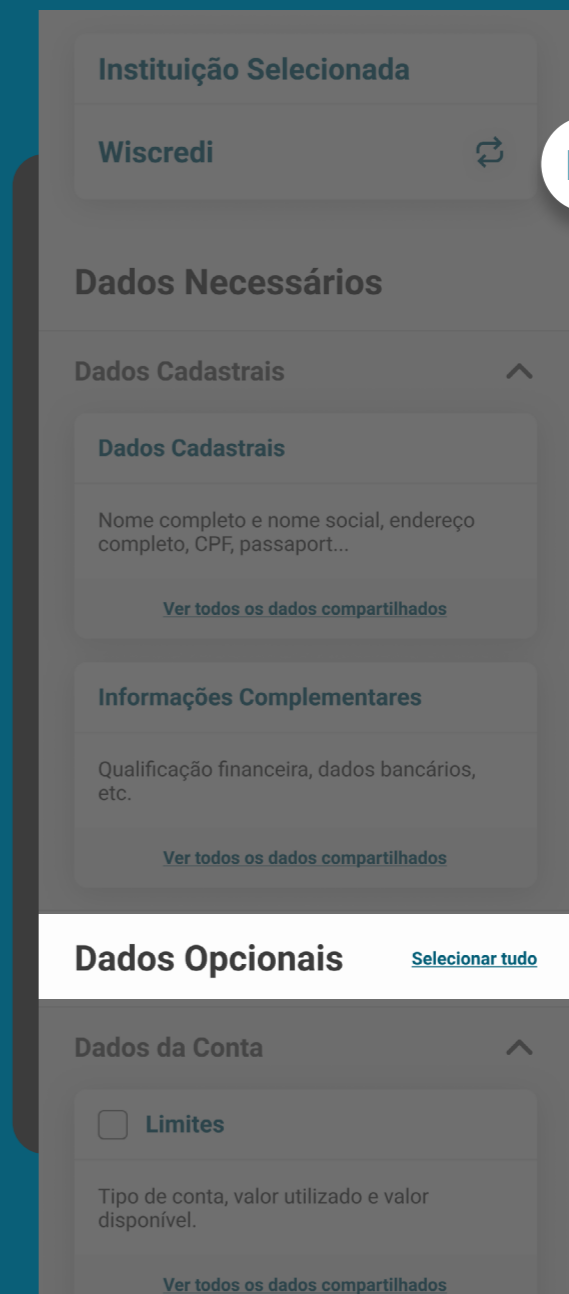 Instituição Selecionada
Wiscredi
Dados Necessários
Dados Cadastrais
Dados Cadastrais
Nome completo e nome social, endereço
completo, CPF, passaport...
Ver todos os dados compartilhados
Informações Complementares
Qualificação financeira, dados bancários,
etc.
Ver todos os dados compartilhados
Dados Opcionais
Selecionar tudo
Dados da Conta
Limites
Tipo de conta, valor utilizado e valor
disponível.
Ver todos os dados compartilhados